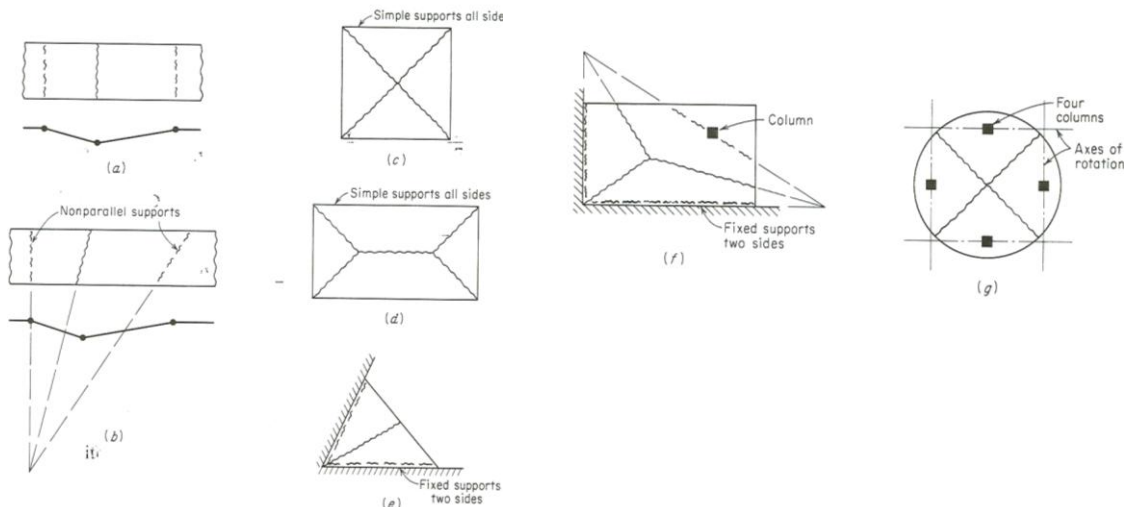 (a)
Nonparallel supports
(b)
Simple supports all side
(c)
Simple supports all sides
(d)
Fixed supports
two sides
(e)
Column
Fixed supports
two sides
(f)
Four
columns
Axes of
rotation
(g)